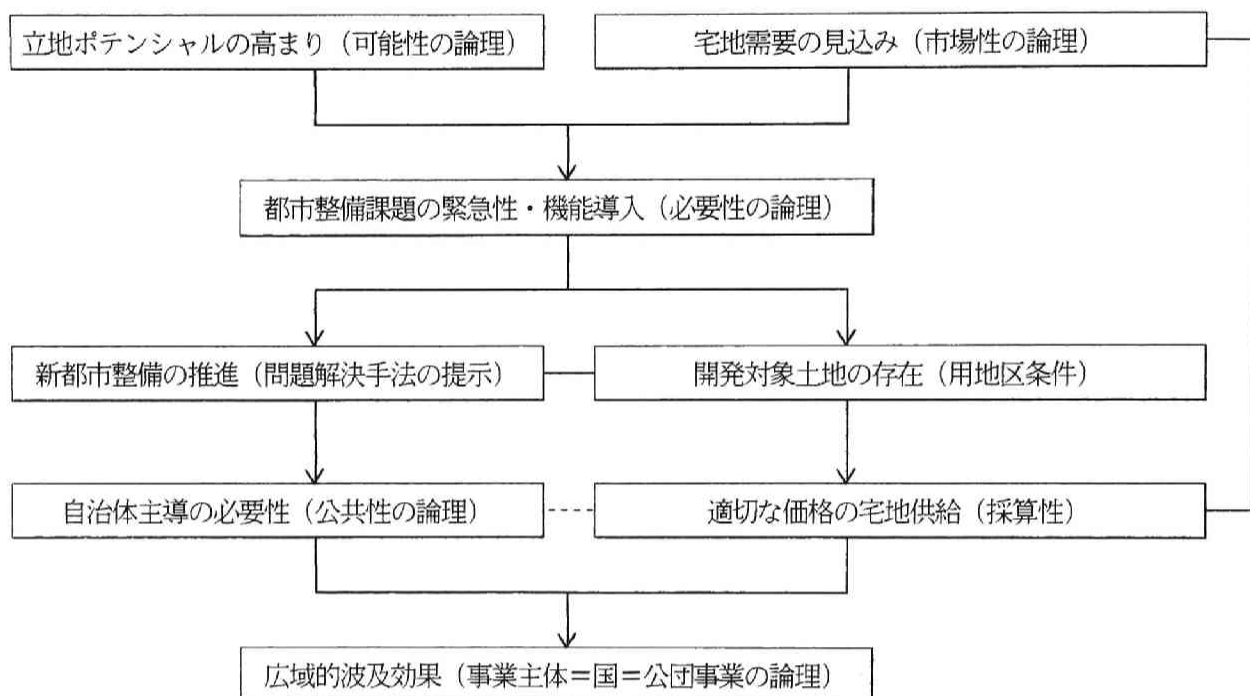 立地ポテンシャルの高まり（可能性の論理）
宅地需要の見込み（市場性の論理）
都市整備課題の緊急性・機能導入（必要性の論理）
新都市整備の推進（問題解決手法の提示）
開発対象土地の存在（用地区条件）
自治体主導の必要性（公共性の論理）
適切な価格の宅地供給（採算性）
広域的波及効果（事業主体＝国＝公団事業の論理）